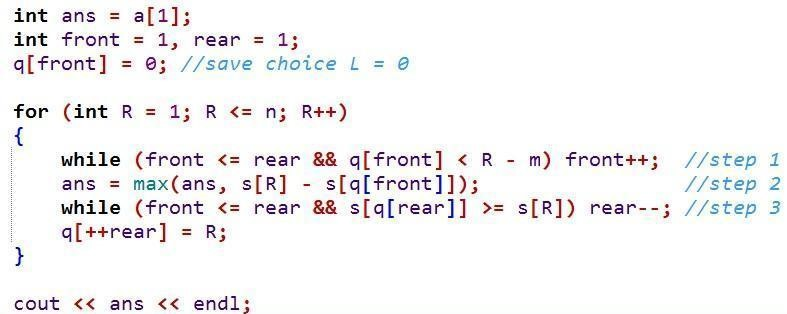 int ans = a[1];
int front = 1, rear = 1;
q[front] = 0; //save choice L = 0
for (int R = 1; R <= n; R++)
{
while (front <= rear && q[front] < R - m) front++; //step 1
ans = max(ans, s[R] - s[q[front]]); //step 2
while (front <= rear && s[q[rear]] >= s[R]) rear--; //step 3
q[++rear] = R;
}
cout << ans << endl;